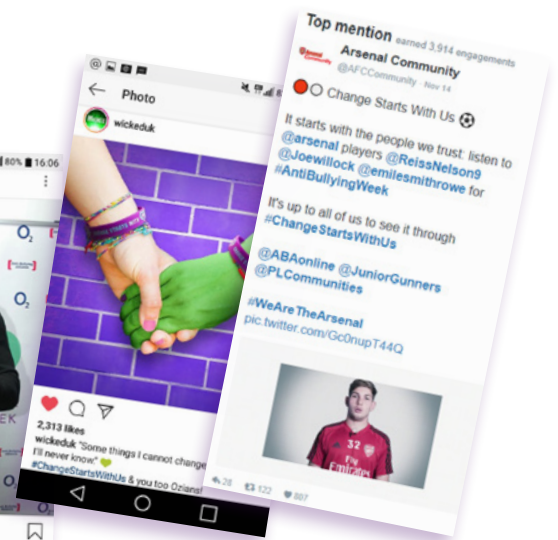 80% 16:06
O₂
O₂
O₂
EK
Photo
wickeduk
2,313 likes
wickeduk "Some things I cannot change
I'll never know"
#ChangeStartsWithUs & you too Ozians!
Top mention earned 3,914 engagements
Arsenal Community
@AFCCommunity · Nov 14
Change Starts With Us
It starts with the people we trust: listen to
@arsenal players @ReissNelson9
@Joewillock @emilesmithrowe for
#AntiBullyingWeek
It's up to all of us to see it through
#ChangeStartsWithUs
@ABAonline @JuniorGunners
@PLCommunities
#WeAreTheArsenal
pic.twitter.com/Gc0nupT44Q
32
Fly
Emirates
28 122 807